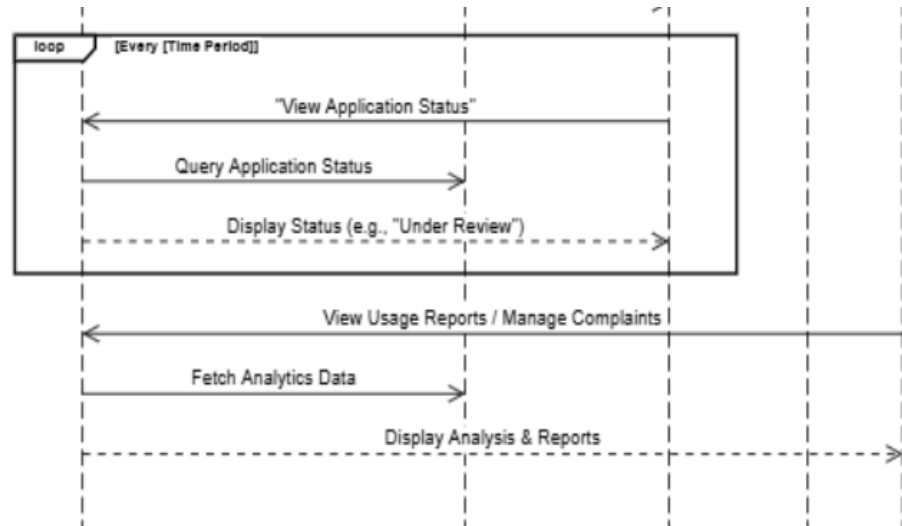 loop [Every [Time Period]]
"View Application Status"
Query Application Status
Display Status (e.g., "Under Review")
View Usage Reports / Manage Complaints
Fetch Analytics Data
Display Analysis & Reports